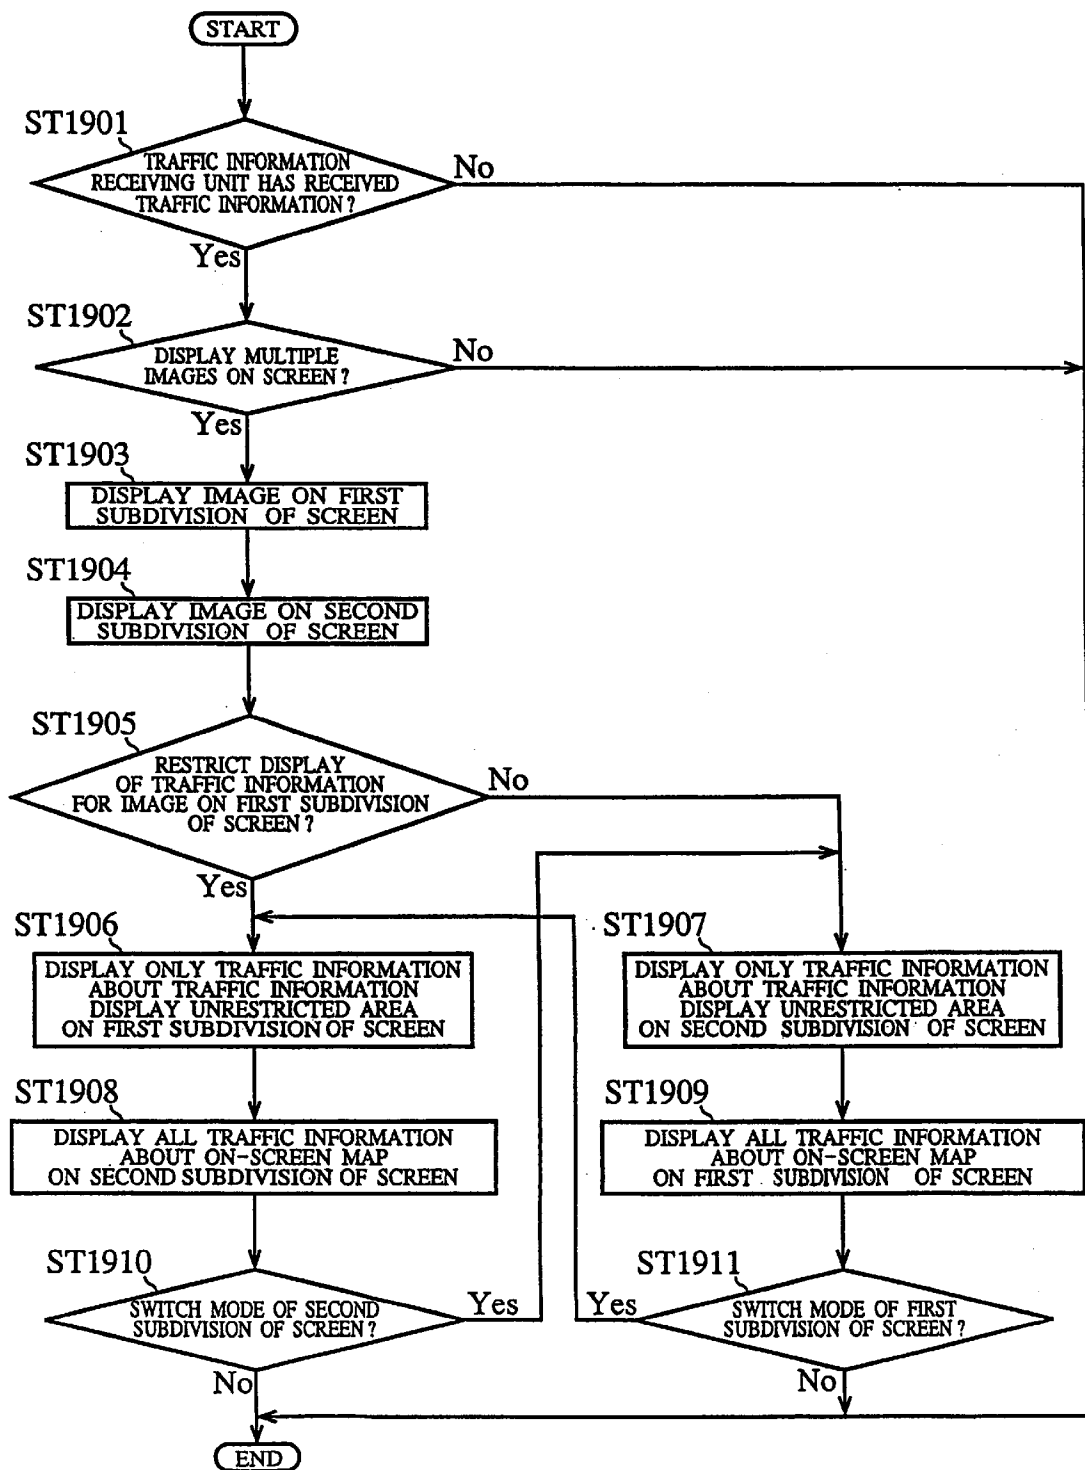 START
ST1901
TRAFFIC INFORMATION
RECEIVING UNIT HAS RECEIVED
TRAFFIC INFORMATION?
No
Yes
ST1902
DISPLAY MULTIPLE
IMAGES ON SCREEN?
No
Yes
ST1903
DISPLAY IMAGE ON FIRST
SUBDIVISION OF SCREEN
ST1904
DISPLAY IMAGE ON SECOND
SUBDIVISION OF SCREEN
ST1905
RESTRICT DISPLAY
OF TRAFFIC INFORMATION
FOR IMAGE ON FIRST SUBDIVISION
OF SCREEN?
No
Yes
ST1906
DISPLAY ONLY TRAFFIC INFORMATION
ABOUT TRAFFIC INFORMATION
DISPLAY UNRESTRICTED AREA
ON FIRST SUBDIVISION OF SCREEN
ST1907
DISPLAY ONLY TRAFFIC INFORMATION
ABOUT TRAFFIC INFORMATION
DISPLAY UNRESTRICTED AREA
ON SECOND SUBDIVISION OF SCREEN
ST1908
DISPLAY ALL TRAFFIC INFORMATION
ABOUT ON-SCREEN MAP
ON SECOND SUBDIVISION OF SCREEN
ST1909
DISPLAY ALL TRAFFIC INFORMATION
ABOUT ON-SCREEN MAP
ON FIRST SUBDIVISION OF SCREEN
ST1910
SWITCH MODE OF SECOND
SUBDIVISION OF SCREEN?
Yes
No
ST1911
SWITCH MODE OF FIRST
SUBDIVISION OF SCREEN?
Yes
No
END